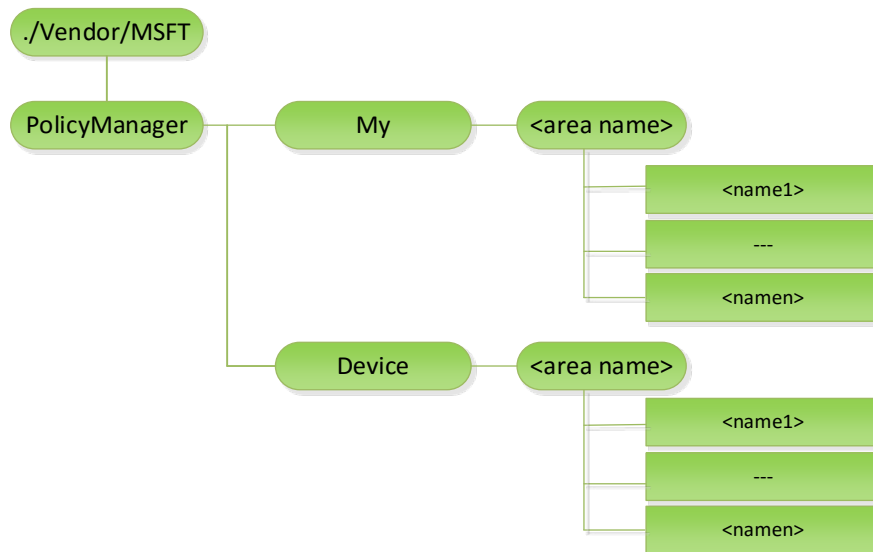 ./Vendor/MSFT
PolicyManager
My
<area name>
<name1>
---
<namen>
Device
<area name>
<name1>
---
<namen>